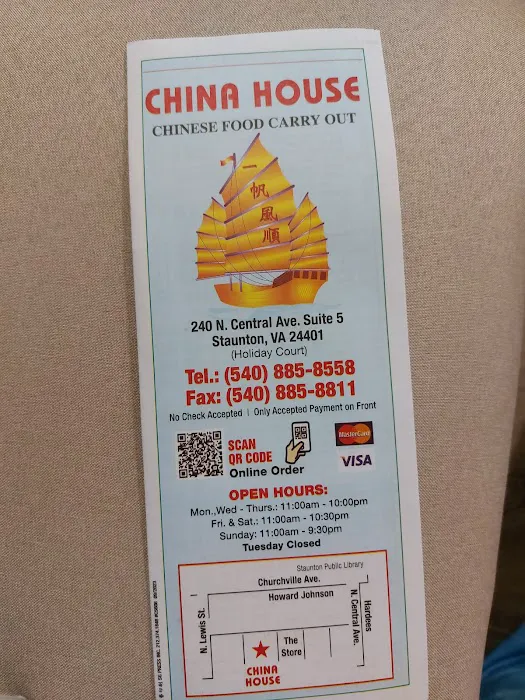 CHINA HOUSE
CHINESE FOOD CARRY OUT
一
帆
風
順
240 N. Central Ave. Suite 5
Staunton, VA 24401
(Holiday Court)
Tel.: (540) 885-8558
Fax: (540) 885-8811
No Check Accepted | Only Accepted Payment on Front
SCAN
QR CODE
Online Order
MasterCard
VISA
OPEN HOURS:
Mon.,Wed - Thurs.: 11:00am - 10:00pm
Fri. & Sat.: 11:00am - 10:30pm
Sunday: 11:00am - 9:30pm
Tuesday Closed
Staunton Public Library
Churchville Ave.
Howard Johnson
N. Lewis St.
N. Central Ave.
Hardees
The
Store
CHINA
HOUSE